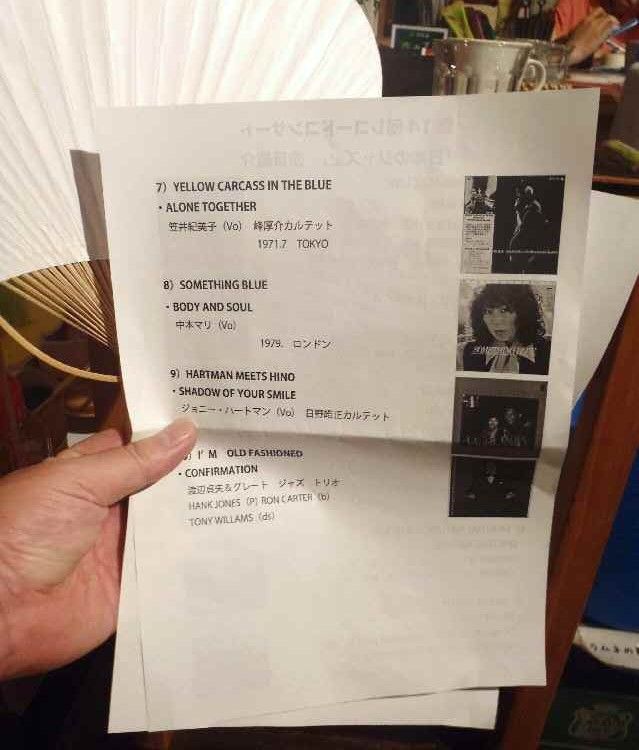 7) YELLOW CARCASS IN THE BLUE
・ALONE TOGETHER
笠井紀美子（Vo） 峰厚介カルテット
1971.7 TOKYO
8) SOMETHING BLUE
・BODY AND SOUL
中本マリ（Vo）
1979. ロンドン
9) HARTMAN MEETS HINO
・SHADOW OF YOUR SMILE
ジョニー・ハートマン（Vo） 日野皓正カルテット
) I'M OLD FASHIONED
・CONFIRMATION
渡辺貞夫＆グレート ジャズ トリオ
HANK JONES (P) RON CARTER (b)
TONY WILLAMS (ds)
SOMETHING BLUE